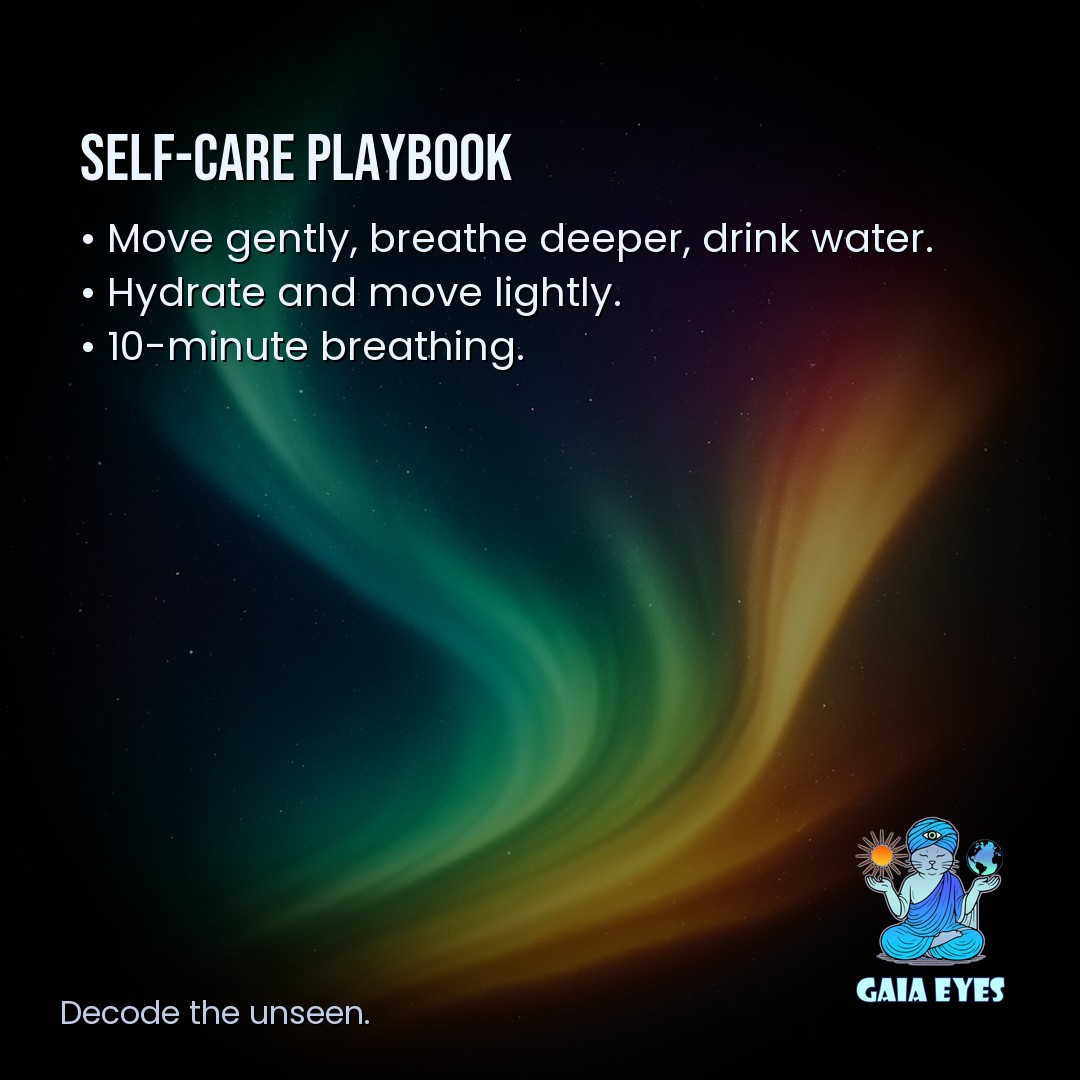 SELF-CARE PLAYBOOK
• Move gently, breathe deeper, drink water.
• Hydrate and move lightly.
• 10-minute breathing.
GAIA EYES
Decode the unseen.